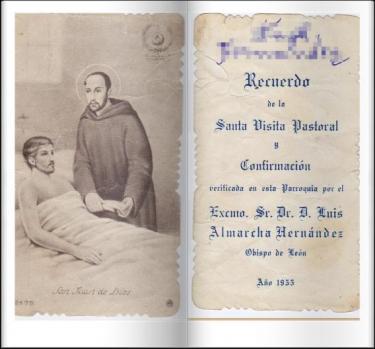 San Juan de Dios
Recuerdo
de la
Santa Visita Pastoral
y
Confirmación
verificada en esta Parroquia por el
Excmo. Sr. Dr. D. Luis
Almarcha Hernández
Obispo de León
Año 1955